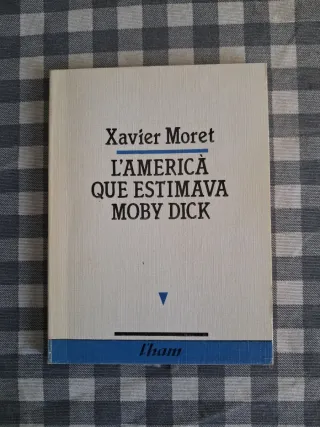 Xavier Moret
L'AMERICÀ
QUE ESTIMAVA
MOBY DICK
l'ham